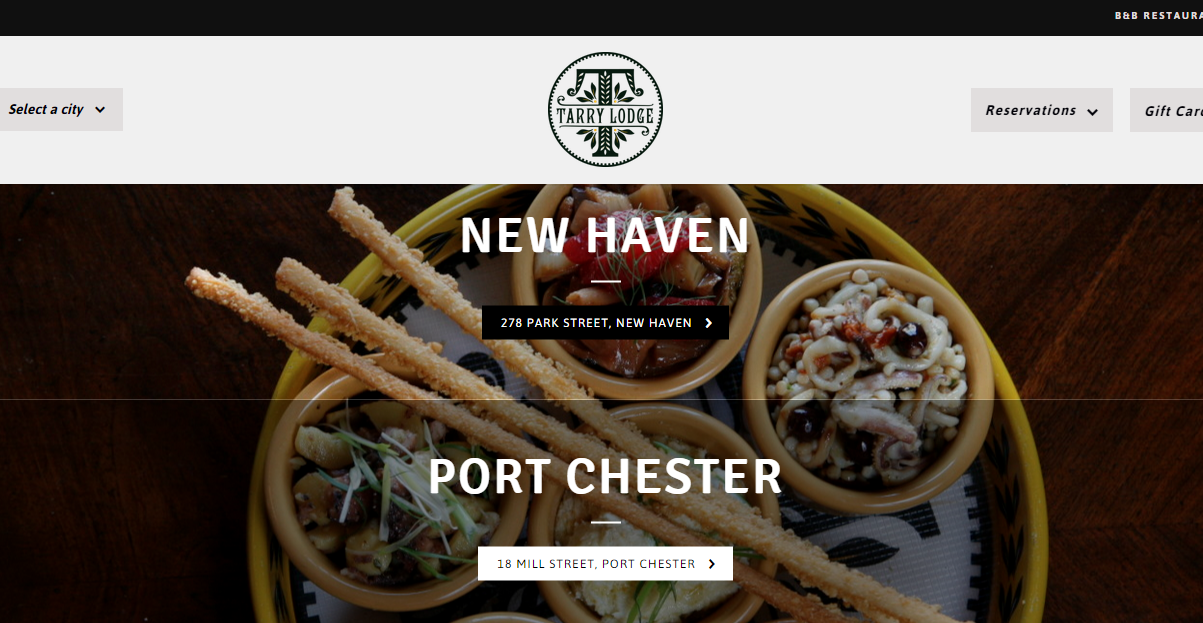 B&B RESTAURA
Select a city
T
TARRY LODGE
Reservations
Gift Car
NEW HAVEN
278 PARK STREET, NEW HAVEN
PORT CHESTER
18 MILL STREET, PORT CHESTER